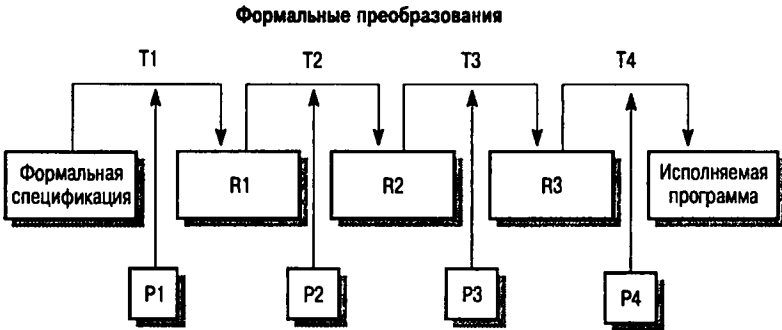 Формальные преобразования
T1
T2
T3
T4
Формальная
спецификация
R1
R2
R3
Исполняемая
программа
P1
P2
P3
P4